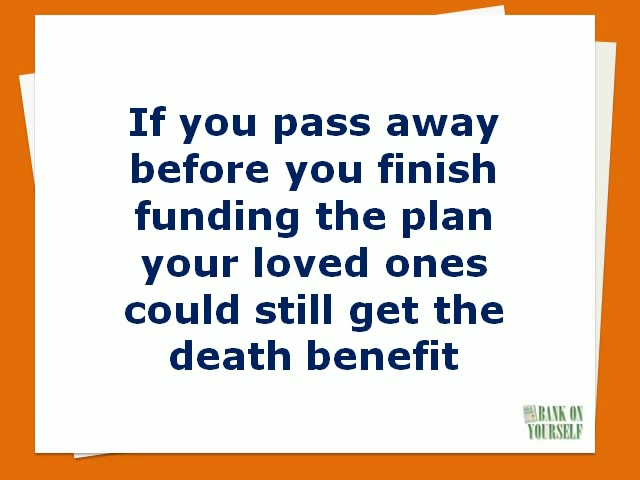 If you pass away
before you finish
funding the plan
your loved ones
could still get the
death benefit
BANK ON
YOURSELF